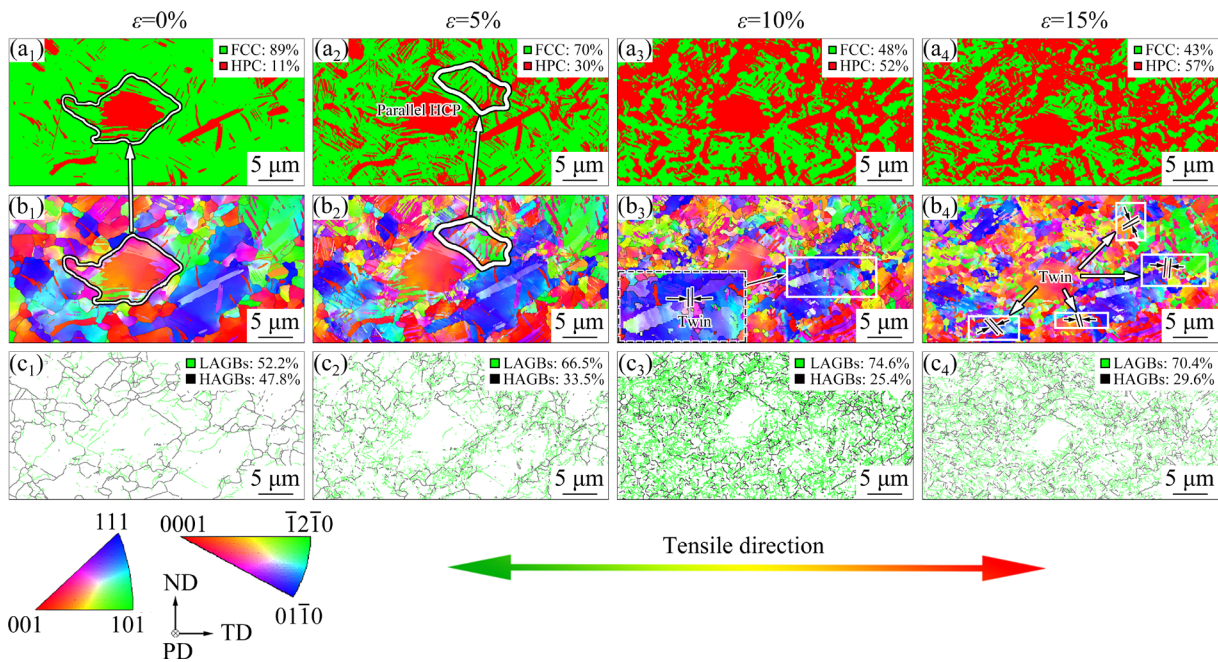 ε=0%
ε=5%
ε=10%
ε=15%
(a₁)
FCC: 89%
HPC: 11%
5 μm
(a₂)
FCC: 70%
HPC: 30%
Parallel HCP
5 μm
(a₃)
FCC: 48%
HPC: 52%
5 μm
(a₄)
FCC: 43%
HPC: 57%
5 μm
(b₁)
5 μm
(b₂)
5 μm
(b₃)
Twin
5 μm
(b₄)
Twin
5 μm
(c₁)
LAGBs: 52.2%
HAGBs: 47.8%
5 μm
(c₂)
LAGBs: 66.5%
HAGBs: 33.5%
5 μm
(c₃)
LAGBs: 74.6%
HAGBs: 25.4%
5 μm
(c₄)
LAGBs: 70.4%
HAGBs: 29.6%
5 μm
111
001
101
0001
1̅21̅0
011̅0
ND
TD
PD
Tensile direction